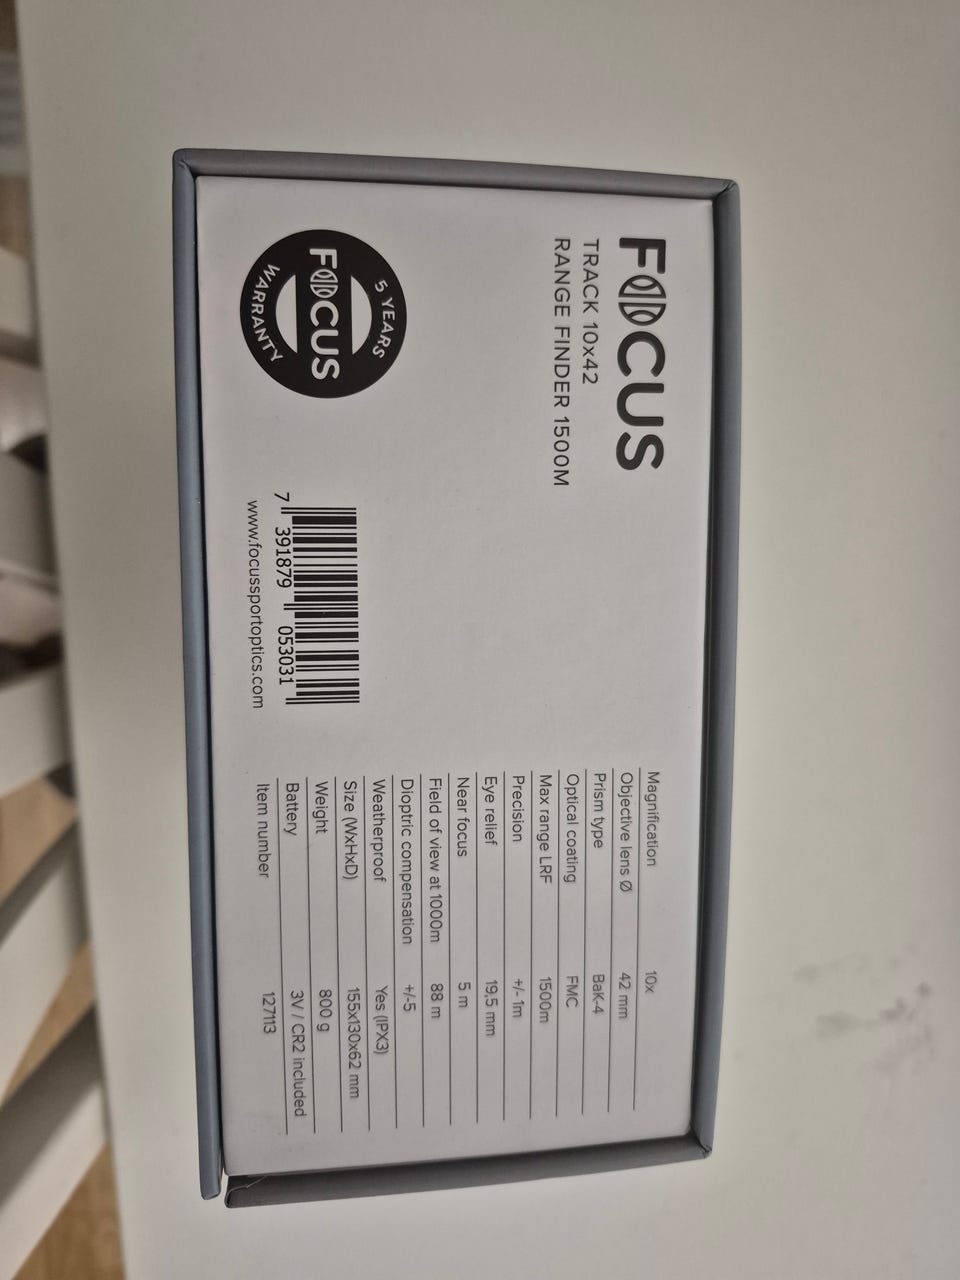 FOCUS
TRACK 10x42
RANGE FINDER 1500M
5 YEARS
FOCUS
WARRANTY
7 391879 053031
www.focussportoptics.com
Magnification 10x
Objective lens Ø 42 mm
Prism type BaK-4
Optical coating FMC
Max range LRF 1500m
Precision +/- 1m
Eye relief 19,5 mm
Near focus 5 m
Field of view at 1000m 88 m
Dioptric compensation +/-5
Weatherproof Yes (IPX3)
Size (WxHxD) 155x130x62 mm
Weight 800 g
Battery 3V / CR2 included
Item number 127113